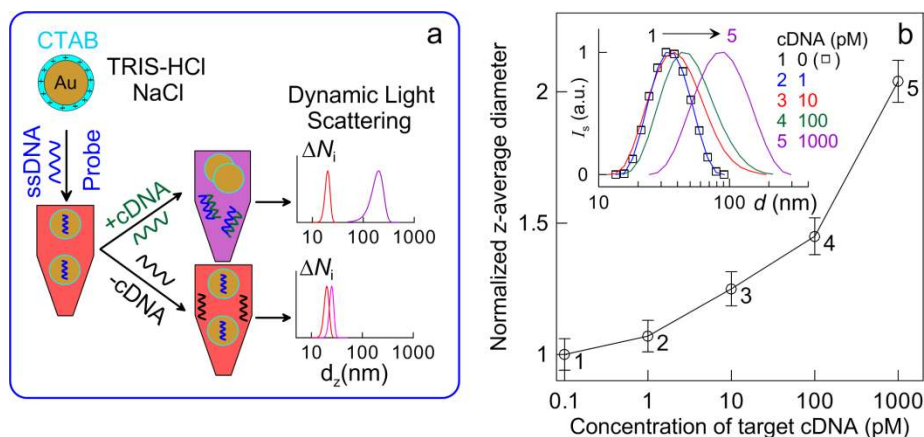 a
CTAB
+
Au
TRIS-HCl
NaCl
ssDNA
Probe
+cDNA
-cDNA
Dynamic Light
Scattering
ΔNi
10 100 1000
ΔNi
10 100 1000
dz(nm)
b
Normalized z-average diameter
2
1.5
1
0.1 1 10 100 1000
Concentration of target cDNA (pM)
1
2
3
4
5
Is (a.u.)
1
0
1 → 5
10 100
d (nm)
cDNA (pM)
1 0 (□)
2 1
3 10
4 100
5 1000